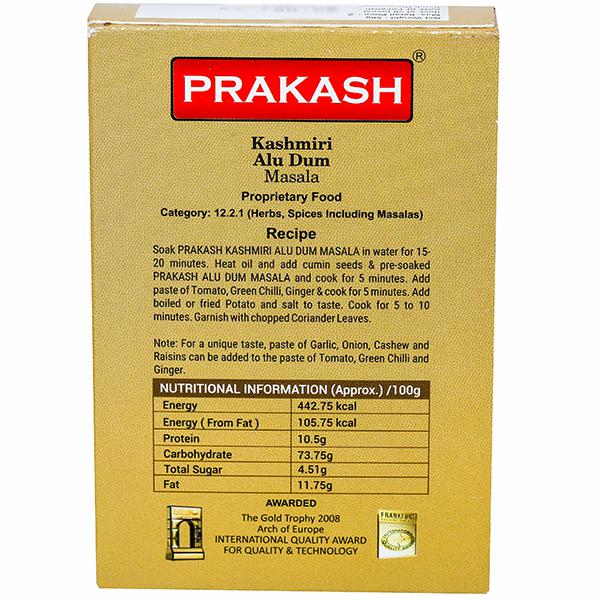 PRAKASH ®
Kashmiri
Alu Dum
Masala
Proprietary Food
Category: 12.2.1 (Herbs, Spices Including Masalas)
Recipe
Soak PRAKASH KASHMIRI ALU DUM MASALA in water for 15-
20 minutes. Heat oil and add cumin seeds & pre-soaked
PRAKASH ALU DUM MASALA and cook for 5 minutes. Add
paste of Tomato, Green Chilli, Ginger & cook for 5 minutes. Add
boiled or fried Potato and salt to taste. Cook for 5 to 10
minutes. Garnish with chopped Coriander Leaves.
Note: For a unique taste, paste of Garlic, Onion, Cashew and
Raisins can be added to the paste of Tomato, Green Chilli and
Ginger.
NUTRITIONAL INFORMATION (Approx.) /100g
Energy 442.75 kcal
Energy ( From Fat ) 105.75 kcal
Protein 10.5g
Carbohydrate 73.75g
Total Sugar 4.51g
Fat 11.75g
AWARDED
The Gold Trophy 2008
Arch of Europe
INTERNATIONAL QUALITY AWARD
FOR QUALITY & TECHNOLOGY
FRANKFURT